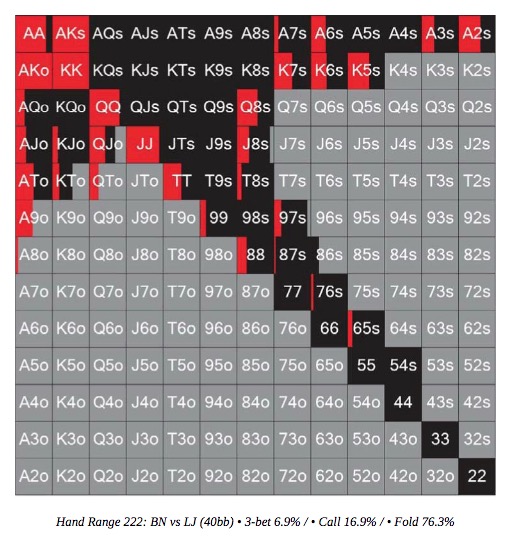 AA AKs AQs AJs ATs A9s A8s A7s A6s A5s A4s A3s A2s
AKo KK KQs KJs KTs K9s K8s K7s K6s K5s K4s K3s K2s
AQo KQo QQ QJs QTs Q9s Q8s Q7s Q6s Q5s Q4s Q3s Q2s
AJo KJo QJo JJ JTs J9s J8s J7s J6s J5s J4s J3s J2s
ATo KTo QTo JTo TT T9s T8s T7s T6s T5s T4s T3s T2s
A9o K9o Q9o J9o T9o 99 98s 97s 96s 95s 94s 93s 92s
A8o K8o Q8o J8o T8o 98o 88 87s 86s 85s 84s 83s 82s
A7o K7o Q7o J7o T7o 97o 87o 77 76s 75s 74s 73s 72s
A6o K6o Q6o J6o T6o 96o 86o 76o 66 65s 64s 63s 62s
A5o K5o Q5o J5o T5o 95o 85o 75o 65o 55 54s 53s 52s
A4o K4o Q4o J4o T4o 94o 84o 74o 64o 54o 44 43s 42s
A3o K3o Q3o J3o T3o 93o 83o 73o 63o 53o 43o 33 32s
A2o K2o Q2o J2o T2o 92o 82o 72o 62o 52o 42o 32o 22
Hand Range 222: BN vs LJ (40bb) • 3-bet 6.9% / • Call 16.9% / • Fold 76.3%